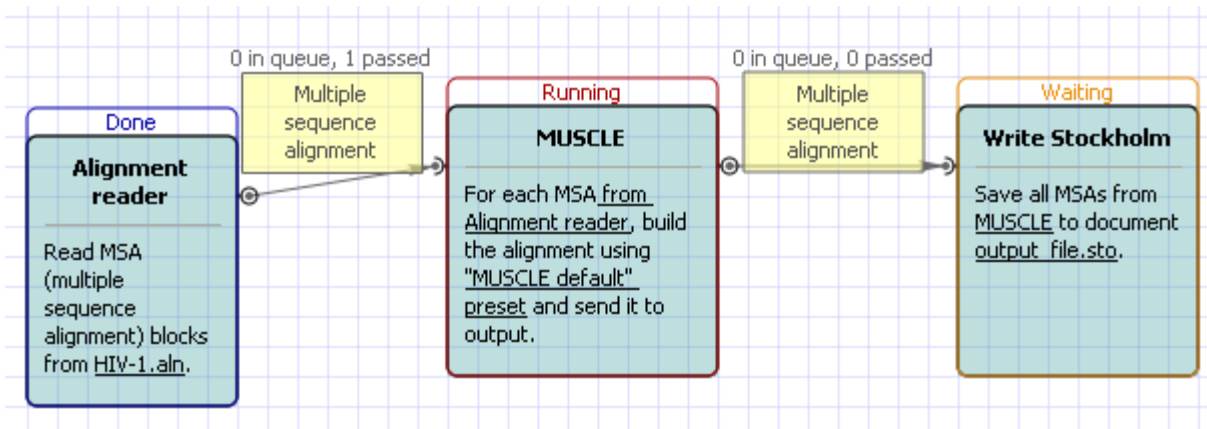 0 in queue, 1 passed
Multiple
sequence
alignment
0 in queue, 0 passed
Multiple
sequence
alignment
Done
Alignment
reader
Read MSA
(multiple
sequence
alignment) blocks
from HIV-1.aln.
Running
MUSCLE
For each MSA from
Alignment reader, build
the alignment using
"MUSCLE default"
preset and send it to
output.
Waiting
Write Stockholm
Save all MSAs from
MUSCLE to document
output_file.sto.